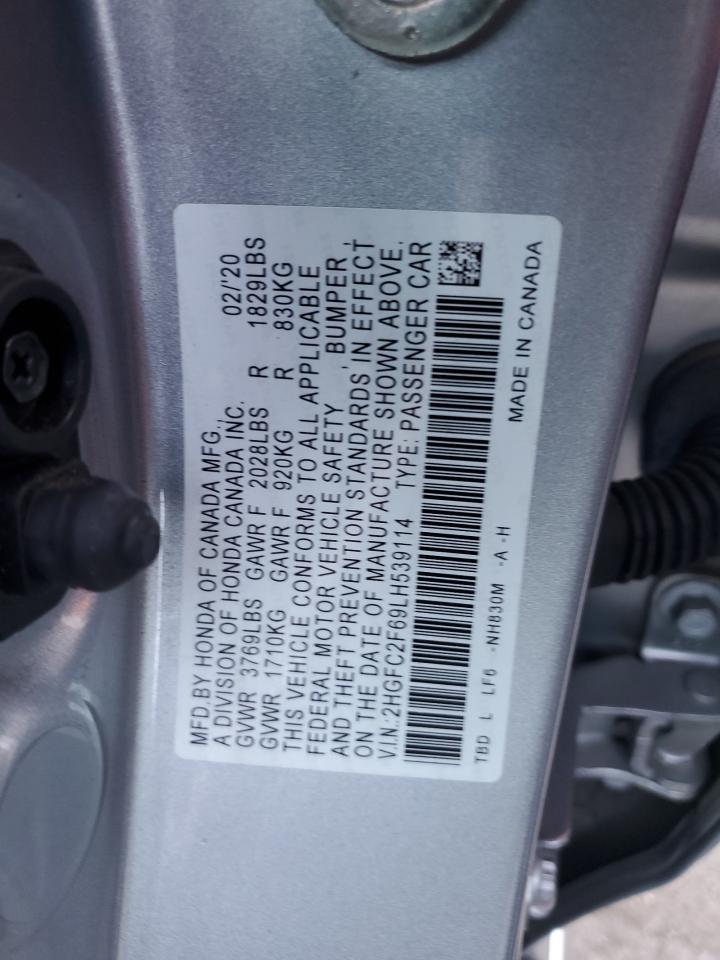 MFD.BY HONDA OF CANADA MFG., 02/'20
A DIVISION OF HONDA CANADA INC.
GVWR 3769LBS GAWR F 2028LBS R 1829LBS
GVWR 1710KG GAWR F 920KG R 830KG
THIS VEHICLE CONFORMS TO ALL APPLICABLE
FEDERAL MOTOR VEHICLE SAFETY , BUMPER ,
AND THEFT PREVENTION STANDARDS IN EFFECT
ON THE DATE OF MANUFACTURE SHOWN ABOVE.
V.I.N.:2HGFC2F69LH539114 TYPE: PASSENGER CAR
TBD L LF6 -NH830M -A -H
MADE IN CANADA